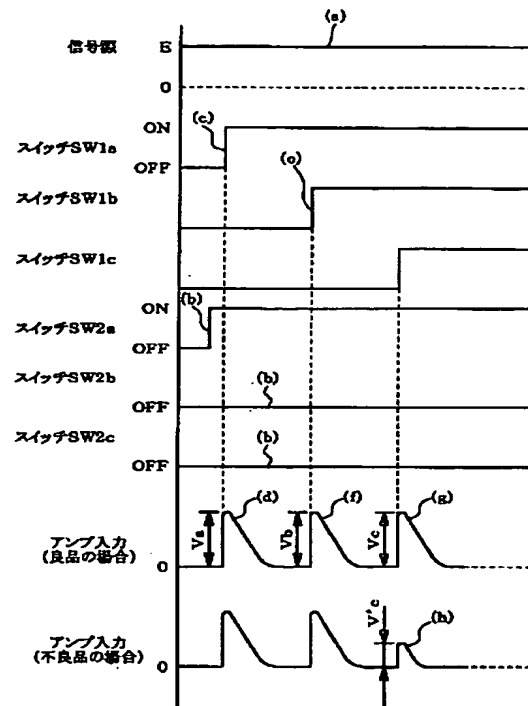 (a)
信号源 E
0
ON
(c)
スイッチSW1a
OFF
(e)
スイッチSW1b
スイッチSW1c
(b)
ON
スイッチSW2a
OFF
スイッチSW2b
(b)
OFF
スイッチSW2c
(b)
OFF
(d)
(f)
(g)
アンプ入力
(良品の場合)
Va
Vb
Vc
0
V'c
(h)
アンプ入力
(不良品の場合)
0